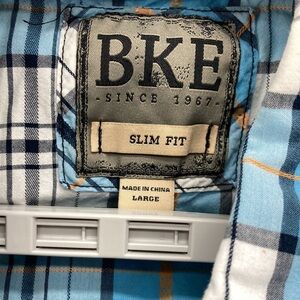 BKE
- SINCE 1967 -
SLIM FIT
MADE IN CHINA
LARGE